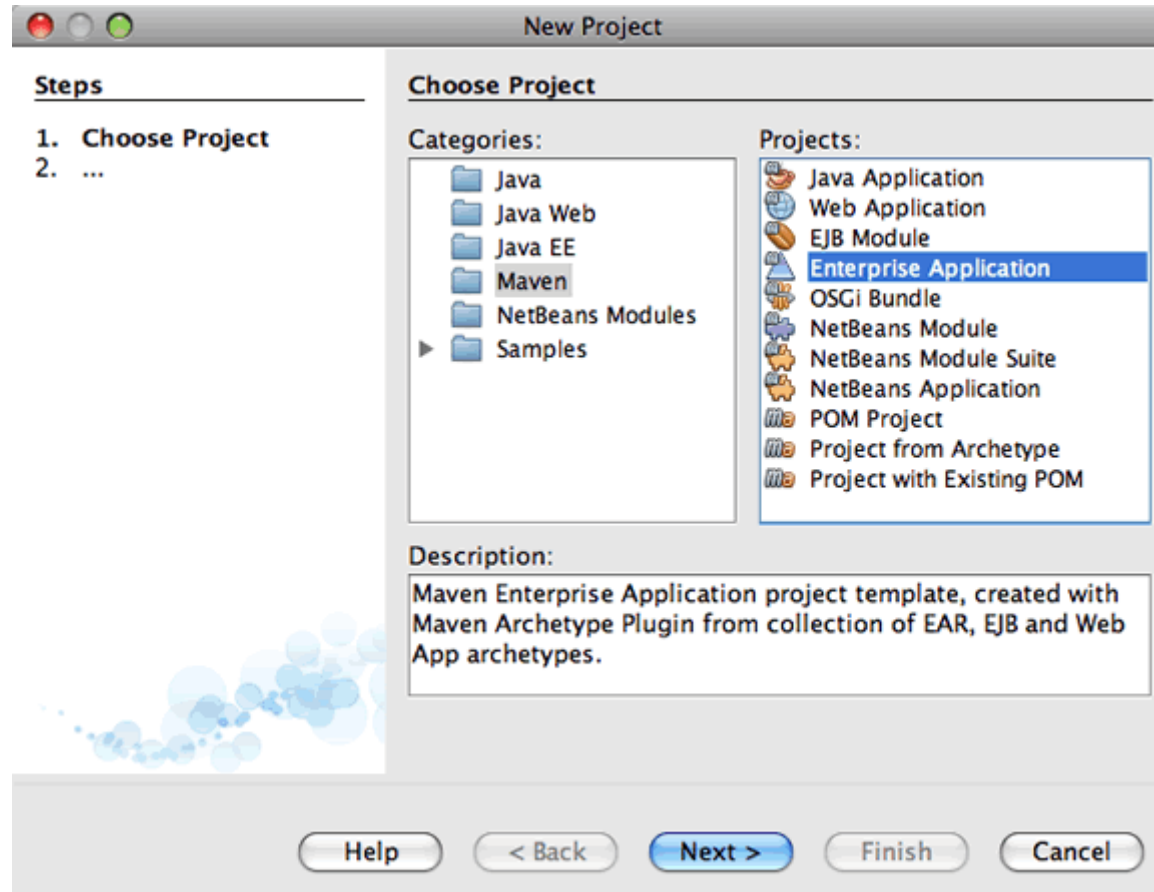 New Project
Steps
1. Choose Project
2. ...
Choose Project
Categories:
Java
Java Web
Java EE
Maven
NetBeans Modules
Samples
Projects:
Java Application
Web Application
EJB Module
Enterprise Application
OSGi Bundle
NetBeans Module
NetBeans Module Suite
NetBeans Application
POM Project
Project from Archetype
Project with Existing POM
Description:
Maven Enterprise Application project template, created with
Maven Archetype Plugin from collection of EAR, EJB and Web
App archetypes.
Help
< Back
Next >
Finish
Cancel